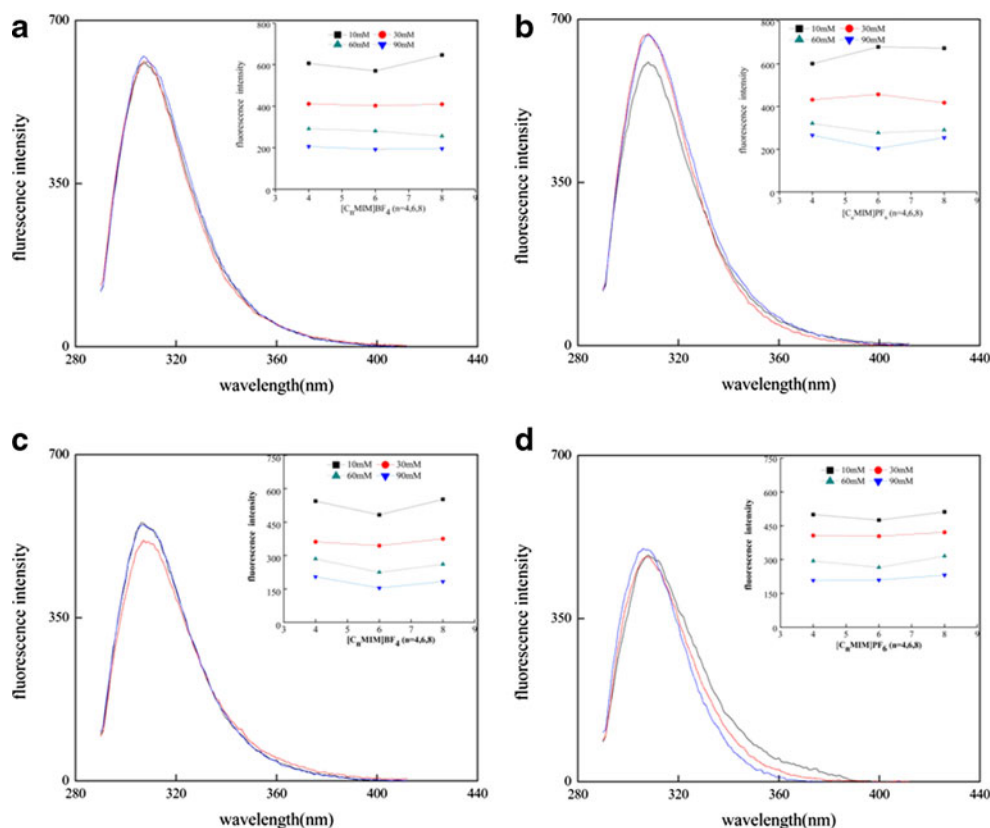 a
700
350
0
280 320 360 400 440
flurescence intensity
wavelength(nm)
10mM 30mM
60mM 90mM
800
600
400
200
0
3 4 5 6 7 8 9
fluorescence intensity
[CnMIM]BF4 (n=4,6,8)
b
700
350
0
280 320 360 400 440
fluorescence intensity
wavelength(nm)
10mM 30mM
60mM 90mM
800
600
400
200
0
3 4 5 6 7 8 9
fluorescence intensity
(n=4,6,8)
c
700
350
0
280 320 360 400 440
fluorescence intensity
wavelength(nm)
10mM 30mM
60mM 90mM
750
600
450
300
150
0
3 4 5 6 7 8 9
fluorescence intensity
[CnMIM]BF4 (n=4,6,8)
d
700
350
0
280 320 360 400 440
fluorescence intensity
wavelength(nm)
10mM 30mM
60mM 90mM
750
600
450
300
150
0
3 4 5 6 7 8 9
fluorescence intensity
[CnMIM]PF6 (n=4,6,8)